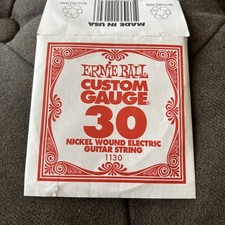 MADE IN USA
ERNIE BALL
CUSTOM
GAUGE
30
NICKEL WOUND ELECTRIC
GUITAR STRING
1130